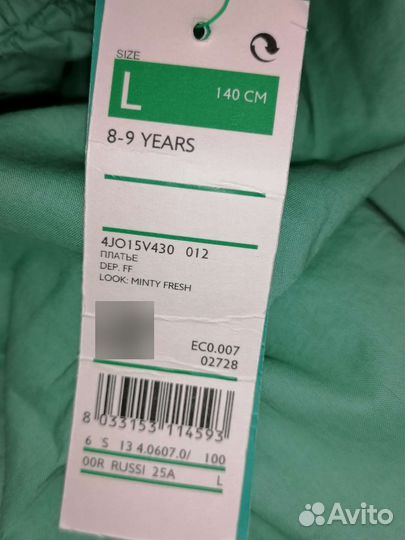 SIZE
L 140 CM
8-9 YEARS
4JO15V430 012
ПЛАТЬЕ
DEP. FF
LOOK: MINTY FRESH
EC0.007
02728
8 033153 114593
6 S 13 4.0607.0/ 100
00R RUSSI 25A L
Avito